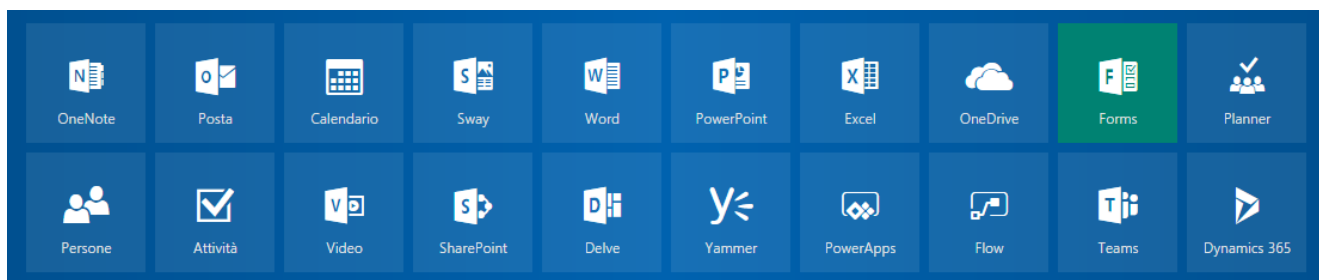 OneNote Posta Calendario Sway Word PowerPoint Excel OneDrive Forms Planner
Persone Attività Video SharePoint Delve Yammer PowerApps Flow Teams Dynamics 365